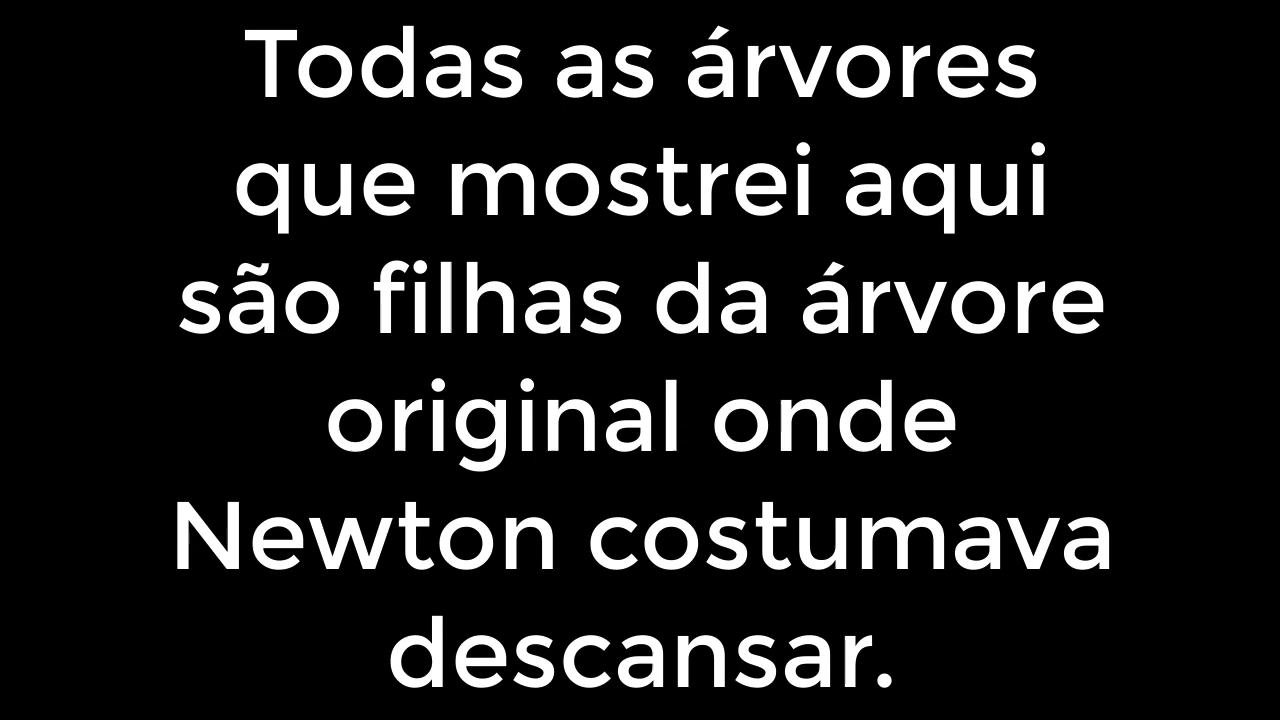 Todas as árvores
que mostrei aqui
são filhas da árvore
original onde
Newton costumava
descansar.